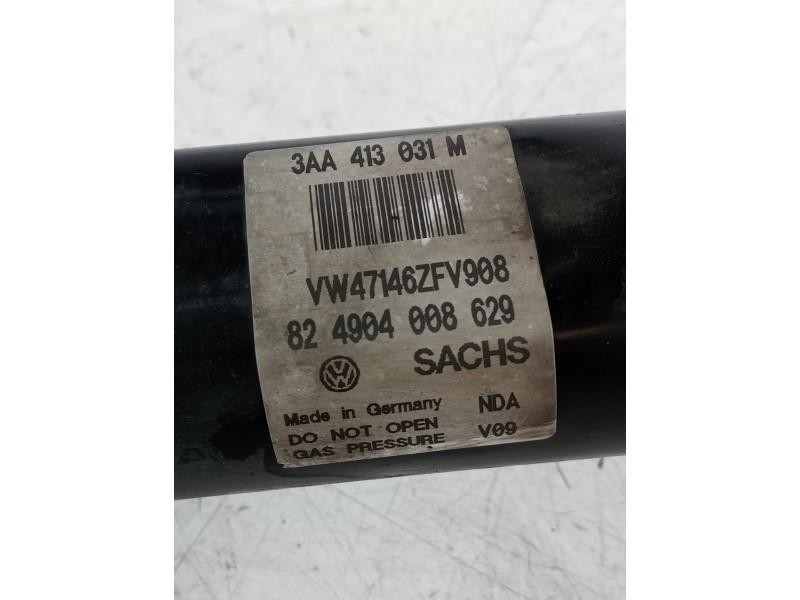 3AA 413 031 M
VW47146ZFV908
82 4904 008 629
SACHS
Made in Germany NDA
DO NOT OPEN
GAS PRESSURE V09